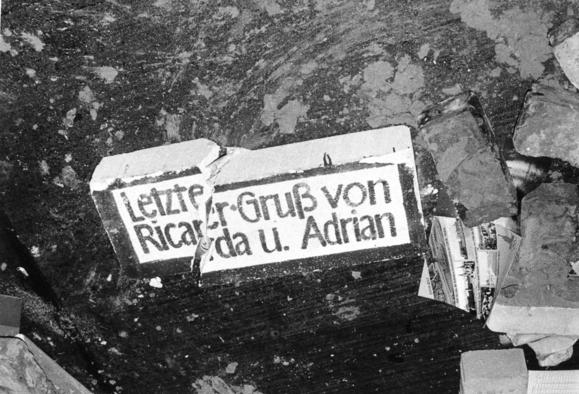 Letzter Gruß von
Ricarda u. Adrian